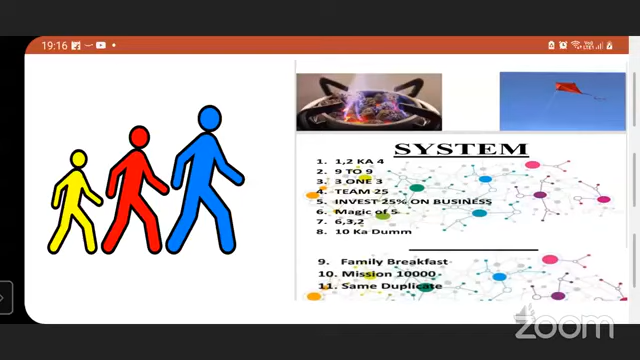 19:16
SYSTEM
1. 1,2 KA 4
2. 9 TO 9
3. 3 ONE 3
4. TEAM 25
5. INVEST 25% ON BUSINESS
6. Magic of 5
7. 6,3,2
8. 10 Ka Dumm
9. Family Breakfast
10. Mission 10000
11. Same Duplicate
zoom